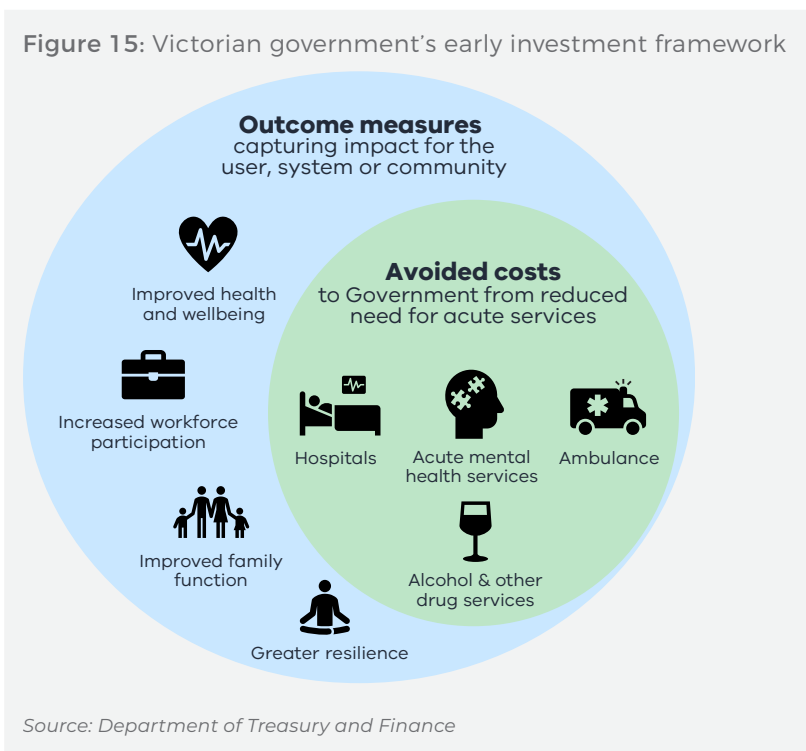 Figure 15: Victorian government’s early investment framework
Outcome measures
capturing impact for the
user, system or community
Improved health
and wellbeing
Increased workforce
participation
Improved family
function
Greater resilience
Avoided costs
to Government from reduced
need for acute services
Hospitals
Acute mental
health services
Ambulance
Alcohol & other
drug services
Source: Department of Treasury and Finance